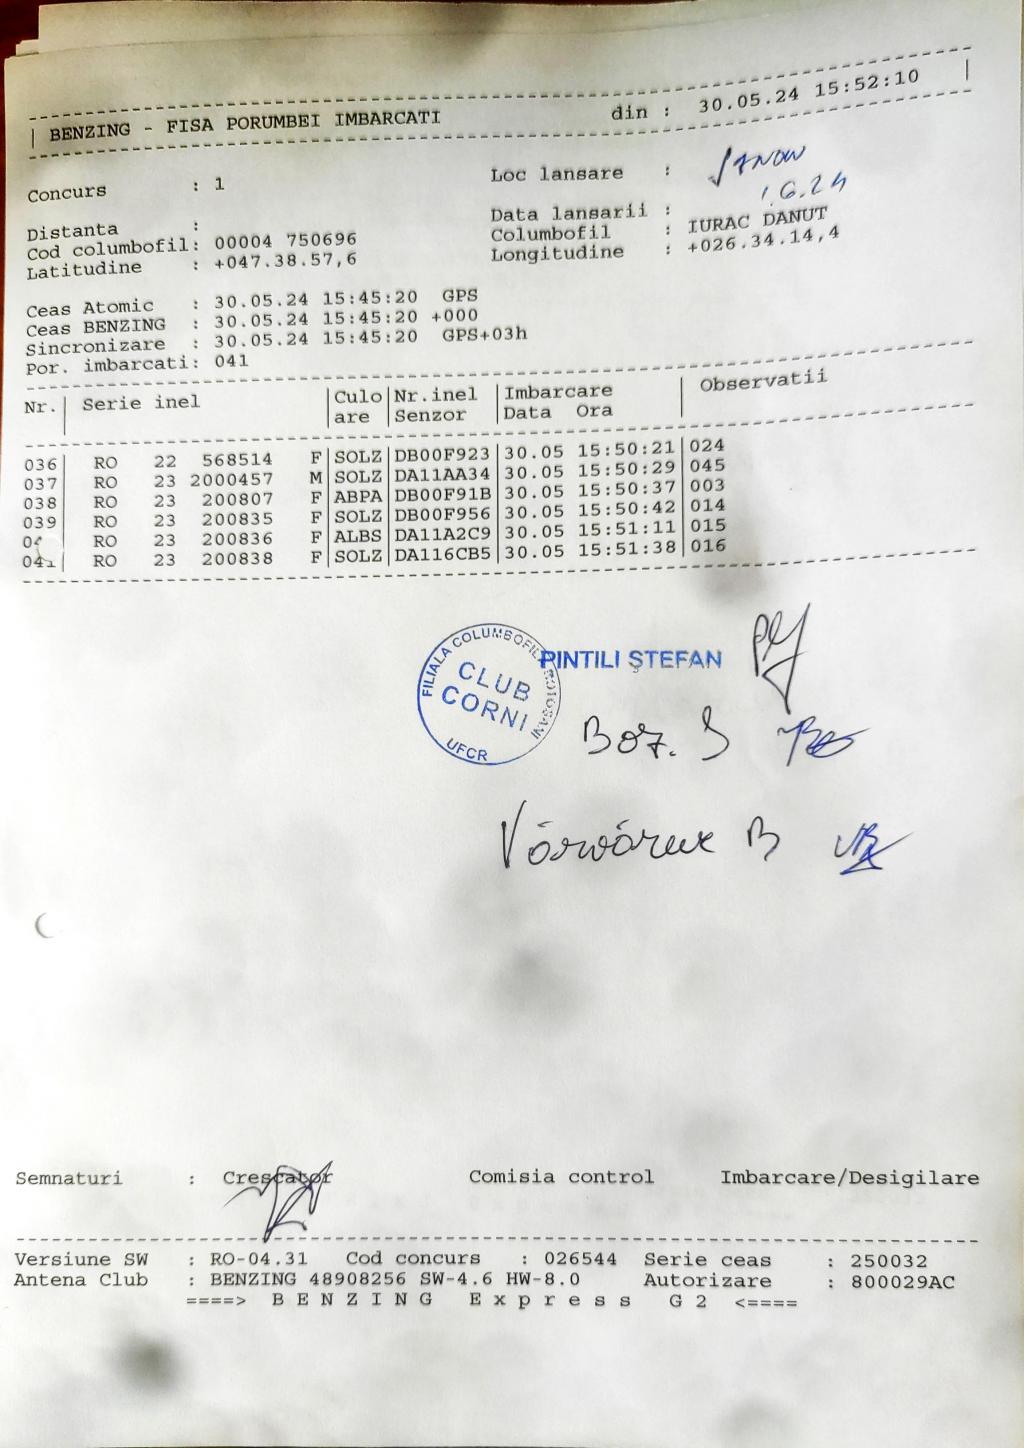 | BENZING - FISA PORUMBEI IMBARCATI din : 30.05.24 15:52:10 |
Concurs : 1 Loc lansare :
1.6.24
Distanta : Data lansarii :
Cod columbofil: 00004 750696 Columbofil : IURAC DANUT
Latitudine : +047.38.57,6 Longitudine : +026.34.14,4
Ceas Atomic : 30.05.24 15:45:20 GPS
Ceas BENZING : 30.05.24 15:45:20 +000
Sincronizare : 30.05.24 15:45:20 GPS+03h
Por. imbarcati: 041
Nr.| Serie inel |Culo|Nr.inel |Imbarcare | Observatii
|are |Senzor |Data Ora |
036| RO 22 568514 F|SOLZ|DB00F923|30.05 15:50:21|024
037| RO 23 2000457 M|SOLZ|DA11AA34|30.05 15:50:29|045
038| RO 23 200807 F|ABPA|DB00F91B|30.05 15:50:37|003
039| RO 23 200835 F|SOLZ|DB00F956|30.05 15:50:42|014
| RO 23 200836 F|ALBS|DA11A2C9|30.05 15:51:11|015
041| RO 23 200838 F|SOLZ|DA116CB5|30.05 15:51:38|016
FILIALA COLUMBOFILA BOTOSANI
CLUB
CORNI
UFCR
PINTILI ŞTEFAN
Semnaturi : Crescator Comisia control Imbarcare/Desigilare
Versiune SW : RO-04.31 Cod concurs : 026544 Serie ceas : 250032
Antena Club : BENZING 48908256 SW-4.6 HW-8.0 Autorizare : 800029AC
====> B E N Z I N G E x p r e s s G 2 <====